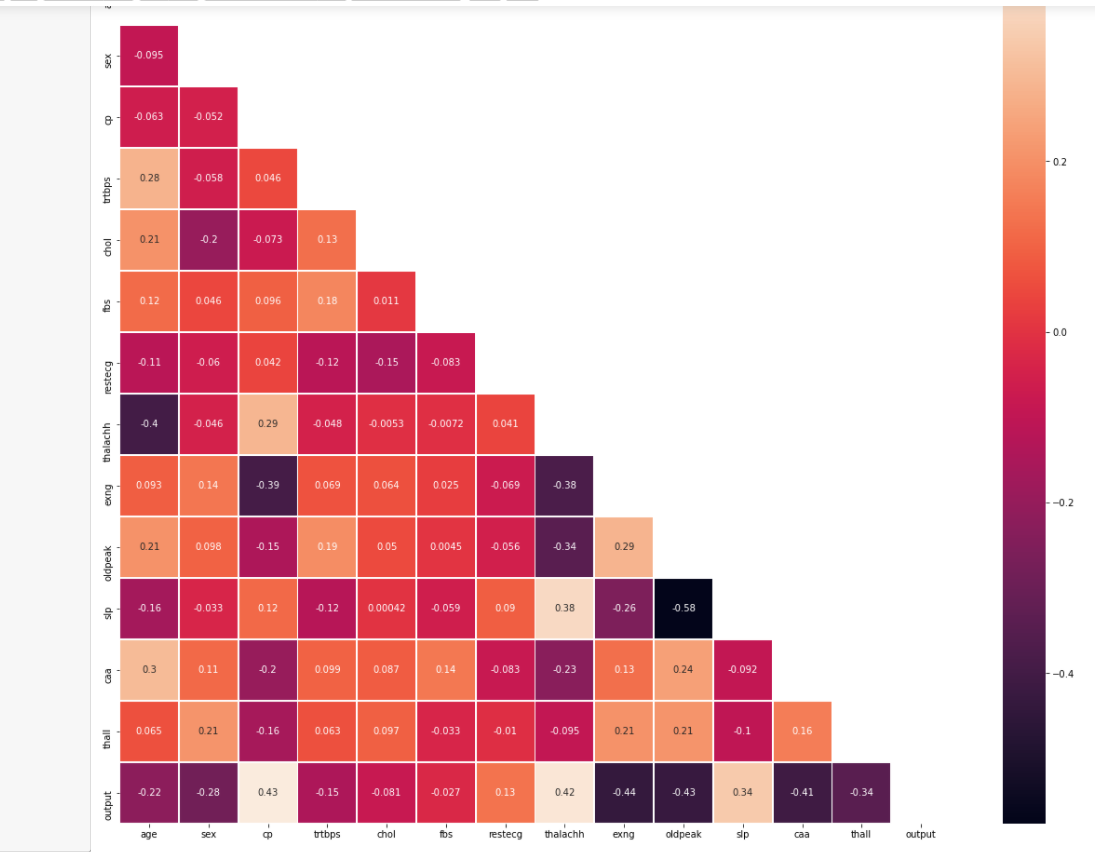 sex -0.095
cp -0.063 -0.052
trtbps 0.28 -0.058 0.046 0.2
chol 0.21 -0.2 -0.073 0.13
fbs 0.12 0.046 0.096 0.18 0.011 0.0
restecg -0.11 -0.06 0.042 -0.12 -0.15 -0.083
thalachh -0.4 -0.046 0.29 -0.048 -0.0053 -0.0072 0.041
exng 0.093 0.14 -0.39 0.069 0.064 0.025 -0.069 -0.38 −0.2
oldpeak 0.21 0.098 -0.15 0.19 0.05 0.0045 -0.056 -0.34 0.29
slp -0.16 -0.033 0.12 -0.12 0.00042 -0.059 0.09 0.38 -0.26 -0.58
caa 0.3 0.11 -0.2 0.099 0.087 0.14 -0.083 -0.23 0.13 0.24 -0.092 −0.4
thall 0.065 0.21 -0.16 0.063 0.097 -0.033 -0.01 -0.095 0.21 0.21 -0.1 0.16
output -0.22 -0.28 0.43 -0.15 -0.081 -0.027 0.13 0.42 -0.44 -0.43 0.34 -0.41 -0.34
age sex cp trtbps chol fbs restecg thalachh exng oldpeak slp caa thall output